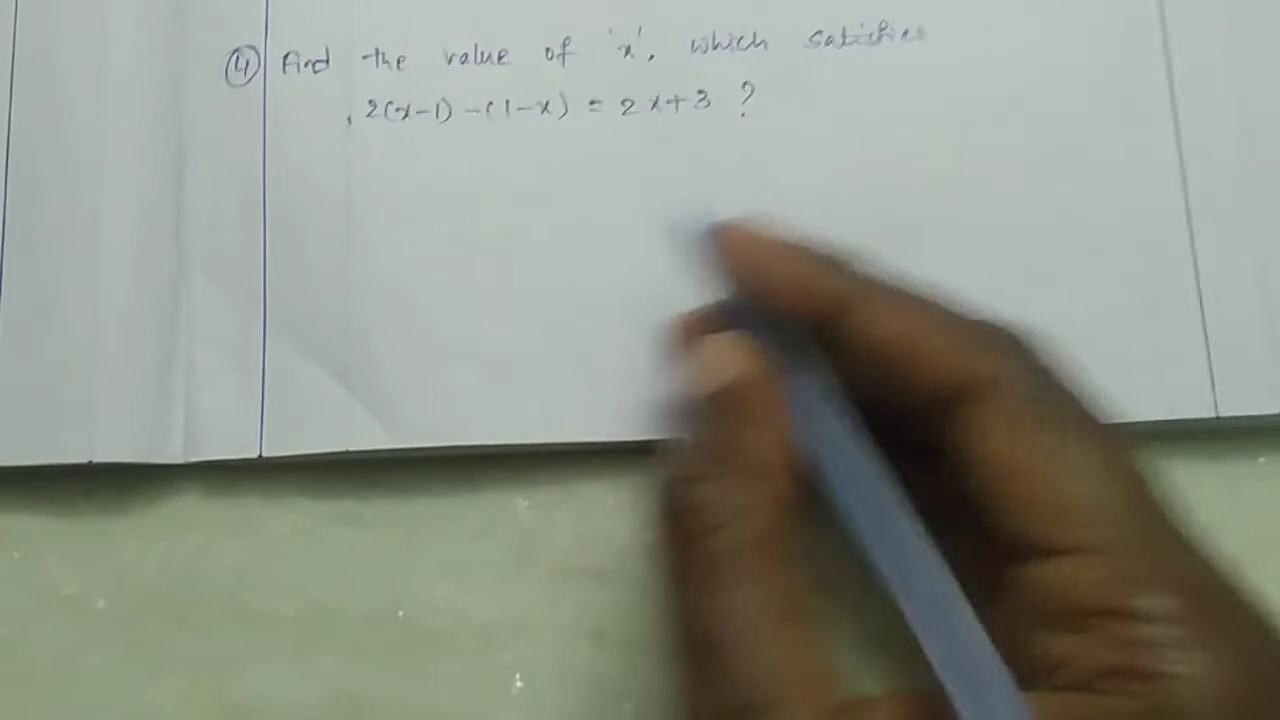 ④ Find the value of 'x', which satisfies
2(x-1) -(1-x) = 2x+3 ?